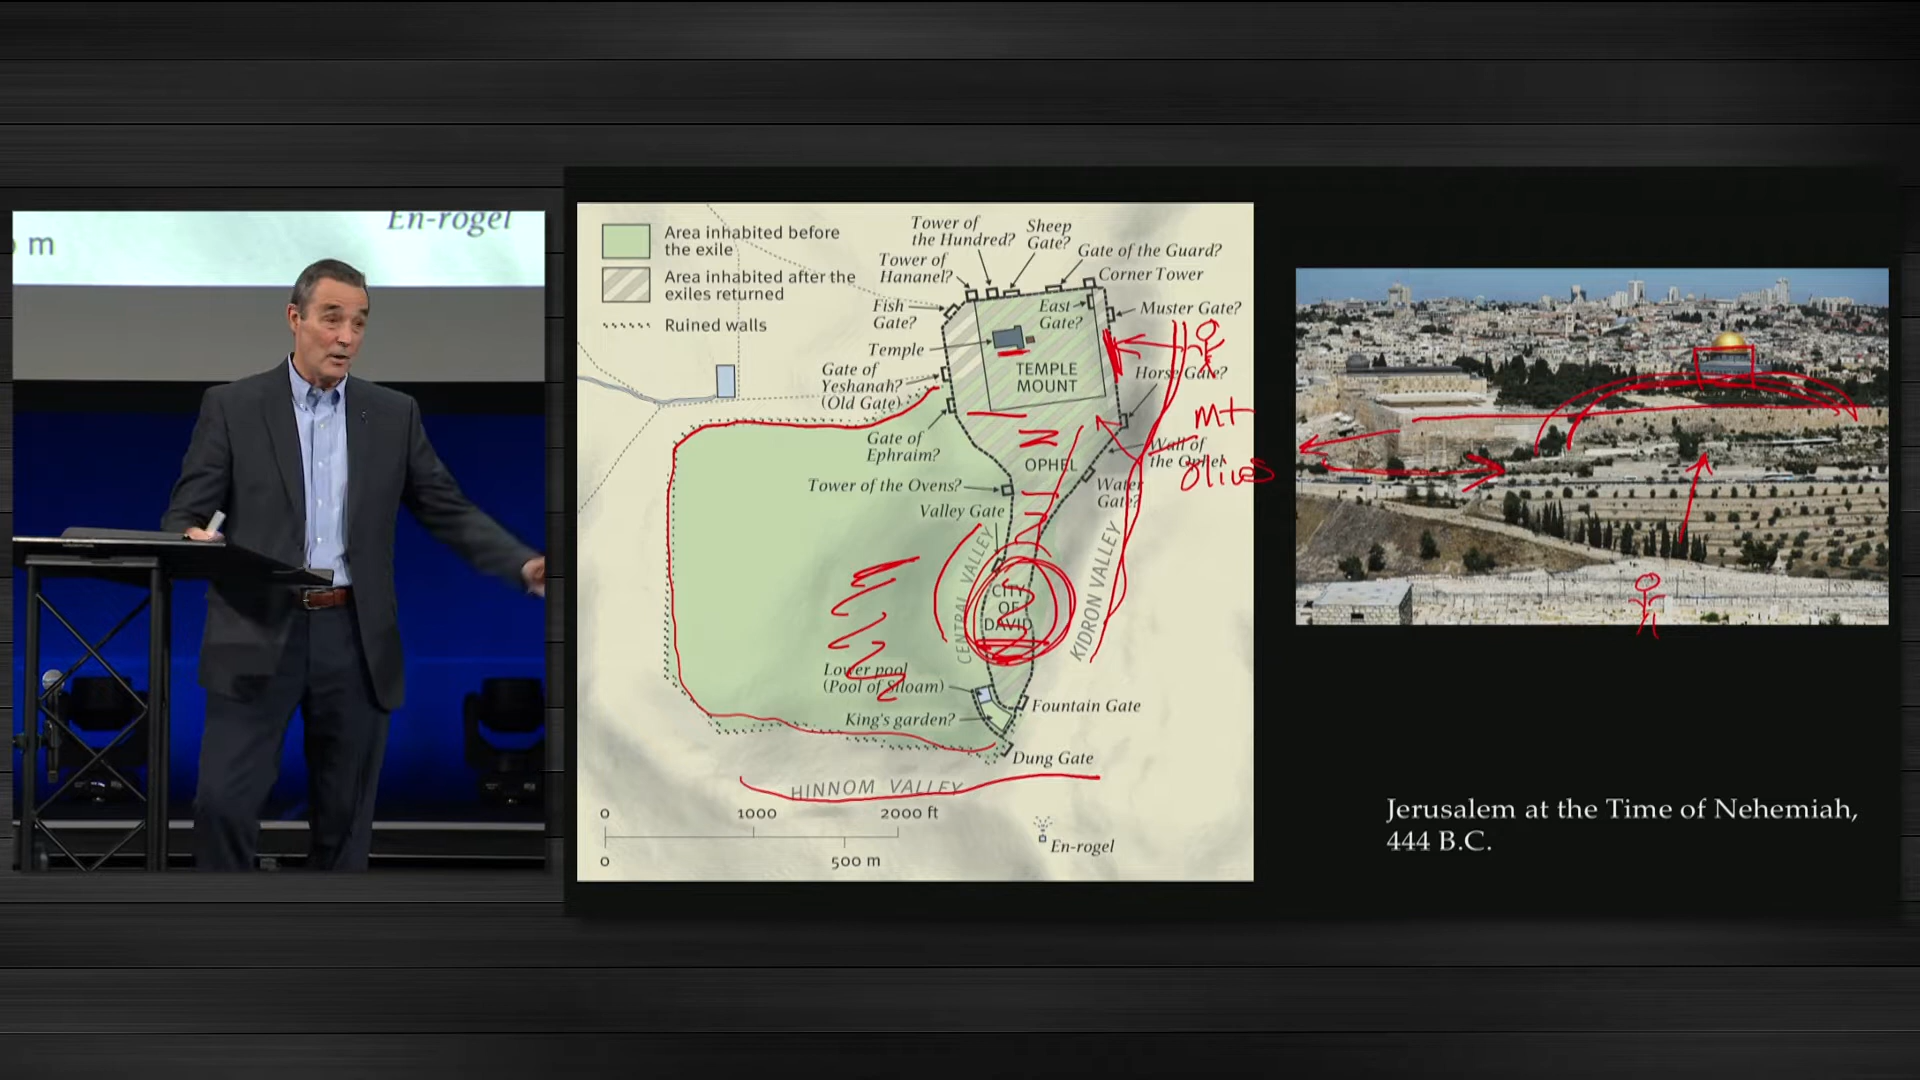 En-rogel
m
Area inhabited before
the exile
Area inhabited after the
exiles returned
Ruined walls
Tower of
the Hundred?
Sheep
Gate?
Gate of the Guard?
Tower of
Hananel?
Corner Tower
Fish
Gate?
East
Gate?
Muster Gate?
Temple
TEMPLE
MOUNT
Gate of
Yeshanah?
(Old Gate)
Horse Gate?
mt
olives
Gate of
Ephraim?
Wall of
the Ophel
OPHEL
Tower of the Ovens?
Water
Gate?
Valley Gate
CENTRAL VALLEY
CITY
OF
DAVID
KIDRON VALLEY
Lower pool
(Pool of Siloam)
King's garden?
Fountain Gate
Dung Gate
HINNOM VALLEY
0 1000 2000 ft
0 500 m
En-rogel
Jerusalem at the Time of Nehemiah,
444 B.C.